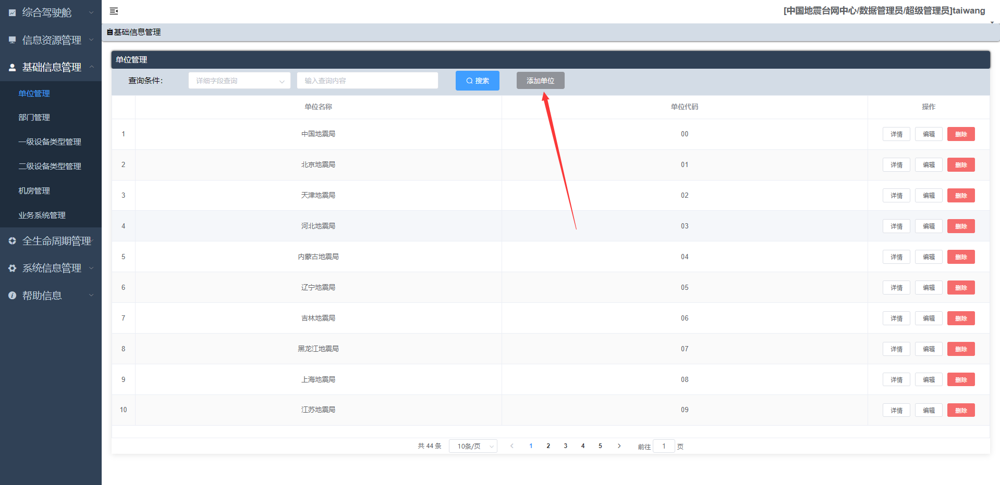 综合驾驶舱
信息资源管理
基础信息管理
单位管理
部门管理
一级设备类型管理
二级设备类型管理
机房管理
业务系统管理
全生命周期管理
系统信息管理
帮助信息
[中国地震台网中心/数据管理员/超级管理员]taiwang
基础信息管理
单位管理
查询条件： 详细字段查询 输入查询内容 搜索 添加单位
单位名称 单位代码 操作
1 中国地震局 00 详情 编辑 删除
2 北京地震局 01 详情 编辑 删除
3 天津地震局 02 详情 编辑 删除
4 河北地震局 03 详情 编辑 删除
5 内蒙古地震局 04 详情 编辑 删除
6 辽宁地震局 05 详情 编辑 删除
7 吉林地震局 06 详情 编辑 删除
8 黑龙江地震局 07 详情 编辑 删除
9 上海地震局 08 详情 编辑 删除
10 江苏地震局 09 详情 编辑 删除
共 44 条 10条/页 1 2 3 4 5 前往 1 页